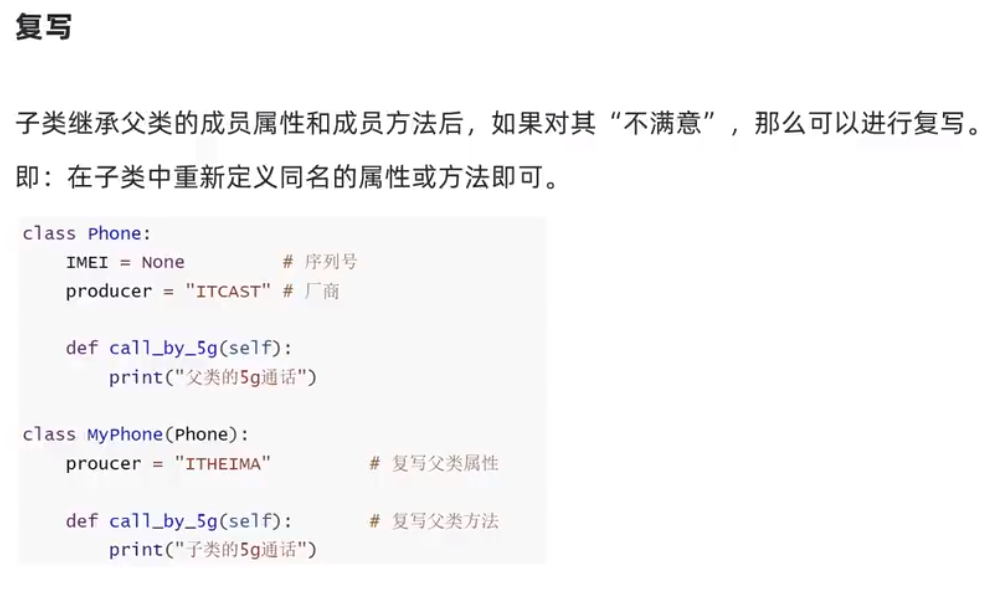 复写
子类继承父类的成员属性和成员方法后，如果对其“不满意”，那么可以进行复写。
即：在子类中重新定义同名的属性或方法即可。
class Phone:
    IMEI = None         # 序列号
    producer = "ITCAST" # 厂商

    def call_by_5g(self):
        print("父类的5g通话")

class MyPhone(Phone):
    proucer = "ITHEIMA"         # 复写父类属性

    def call_by_5g(self):       # 复写父类方法
        print("子类的5g通话")